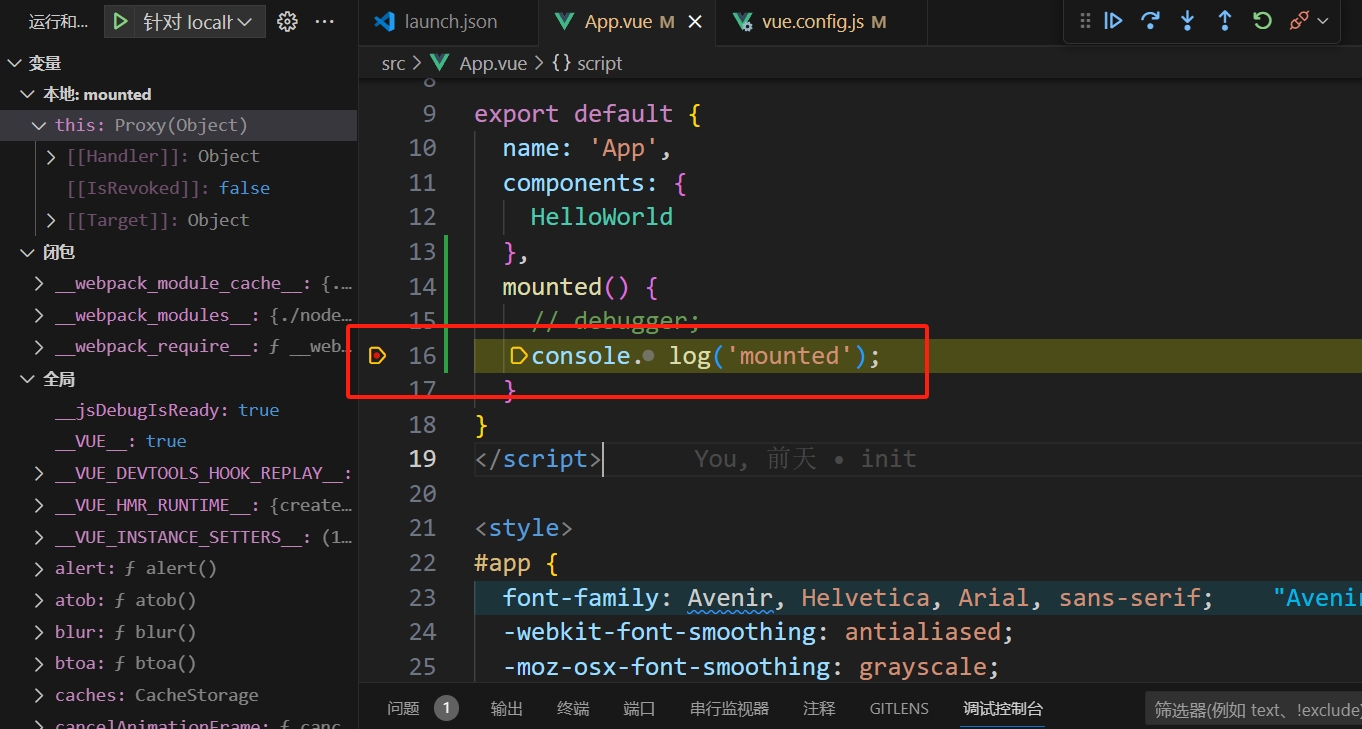 运行和...
针对 localh
launch.json
App.vue M
vue.config.js M
变量
本地: mounted
this: Proxy(Object)
[[Handler]]: Object
[[IsRevoked]]: false
[[Target]]: Object
闭包
__webpack_module_cache__: {....
__webpack_modules__: {./node...
__webpack_require__: ƒ __web...
全局
__jsDebugIsReady: true
__VUE__: true
__VUE_DEVTOOLS_HOOK_REPLAY__:
__VUE_HMR_RUNTIME__: {create...
__VUE_INSTANCE_SETTERS__: (1...
alert: ƒ alert()
atob: ƒ atob()
blur: ƒ blur()
btoa: ƒ btoa()
caches: CacheStorage
cancelAnimationFrame: ƒ canc...
src > App.vue > {} script
8
9 export default {
10 name: 'App',
11 components: {
12 HelloWorld
13 },
14 mounted() {
15 // debugger;
16 console. log('mounted');
17 }
18 }
19 </script> You, 前天 • init
20
21 <style>
22 #app {
23 font-family: Avenir, Helvetica, Arial, sans-serif; "Avenir
24 -webkit-font-smoothing: antialiased;
25 -moz-osx-font-smoothing: grayscale;
问题 1 输出 终端 端口 串行监视器 注释 GITLENS 调试控制台 筛选器(例如 text、!exclude)